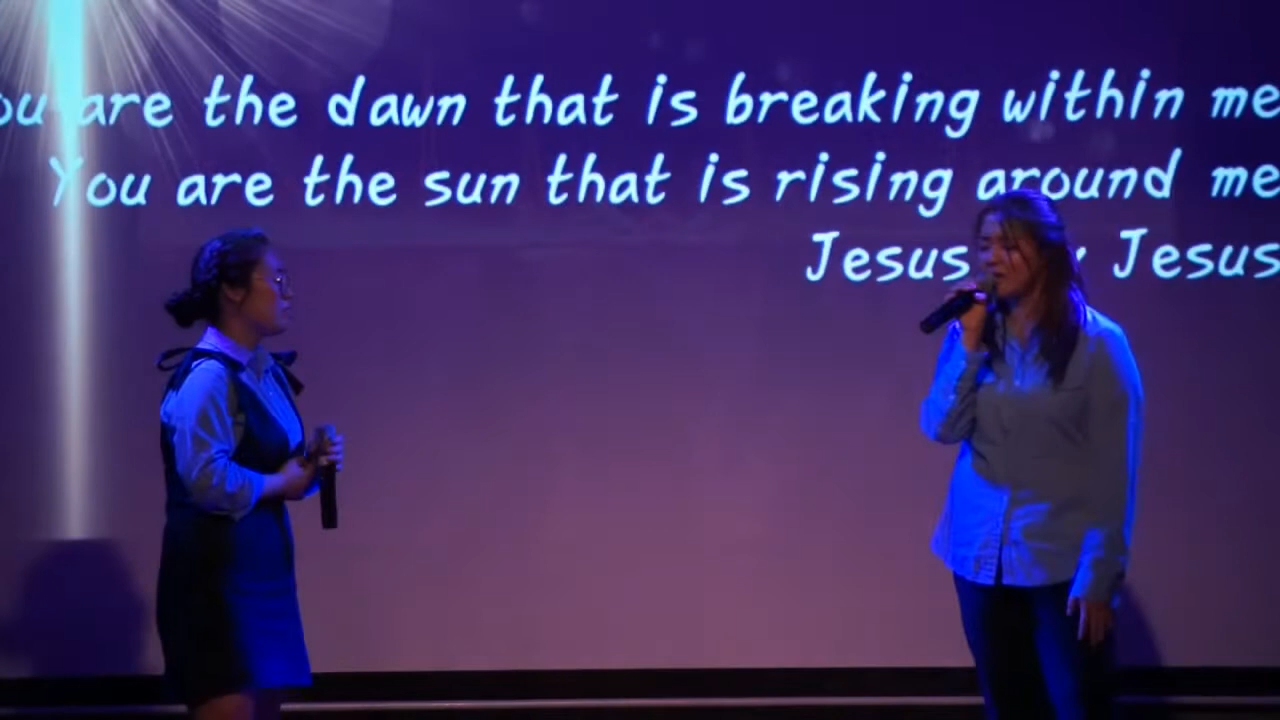 ou are the dawn that is breaking within me
You are the sun that is rising around me
Jesus Jesus